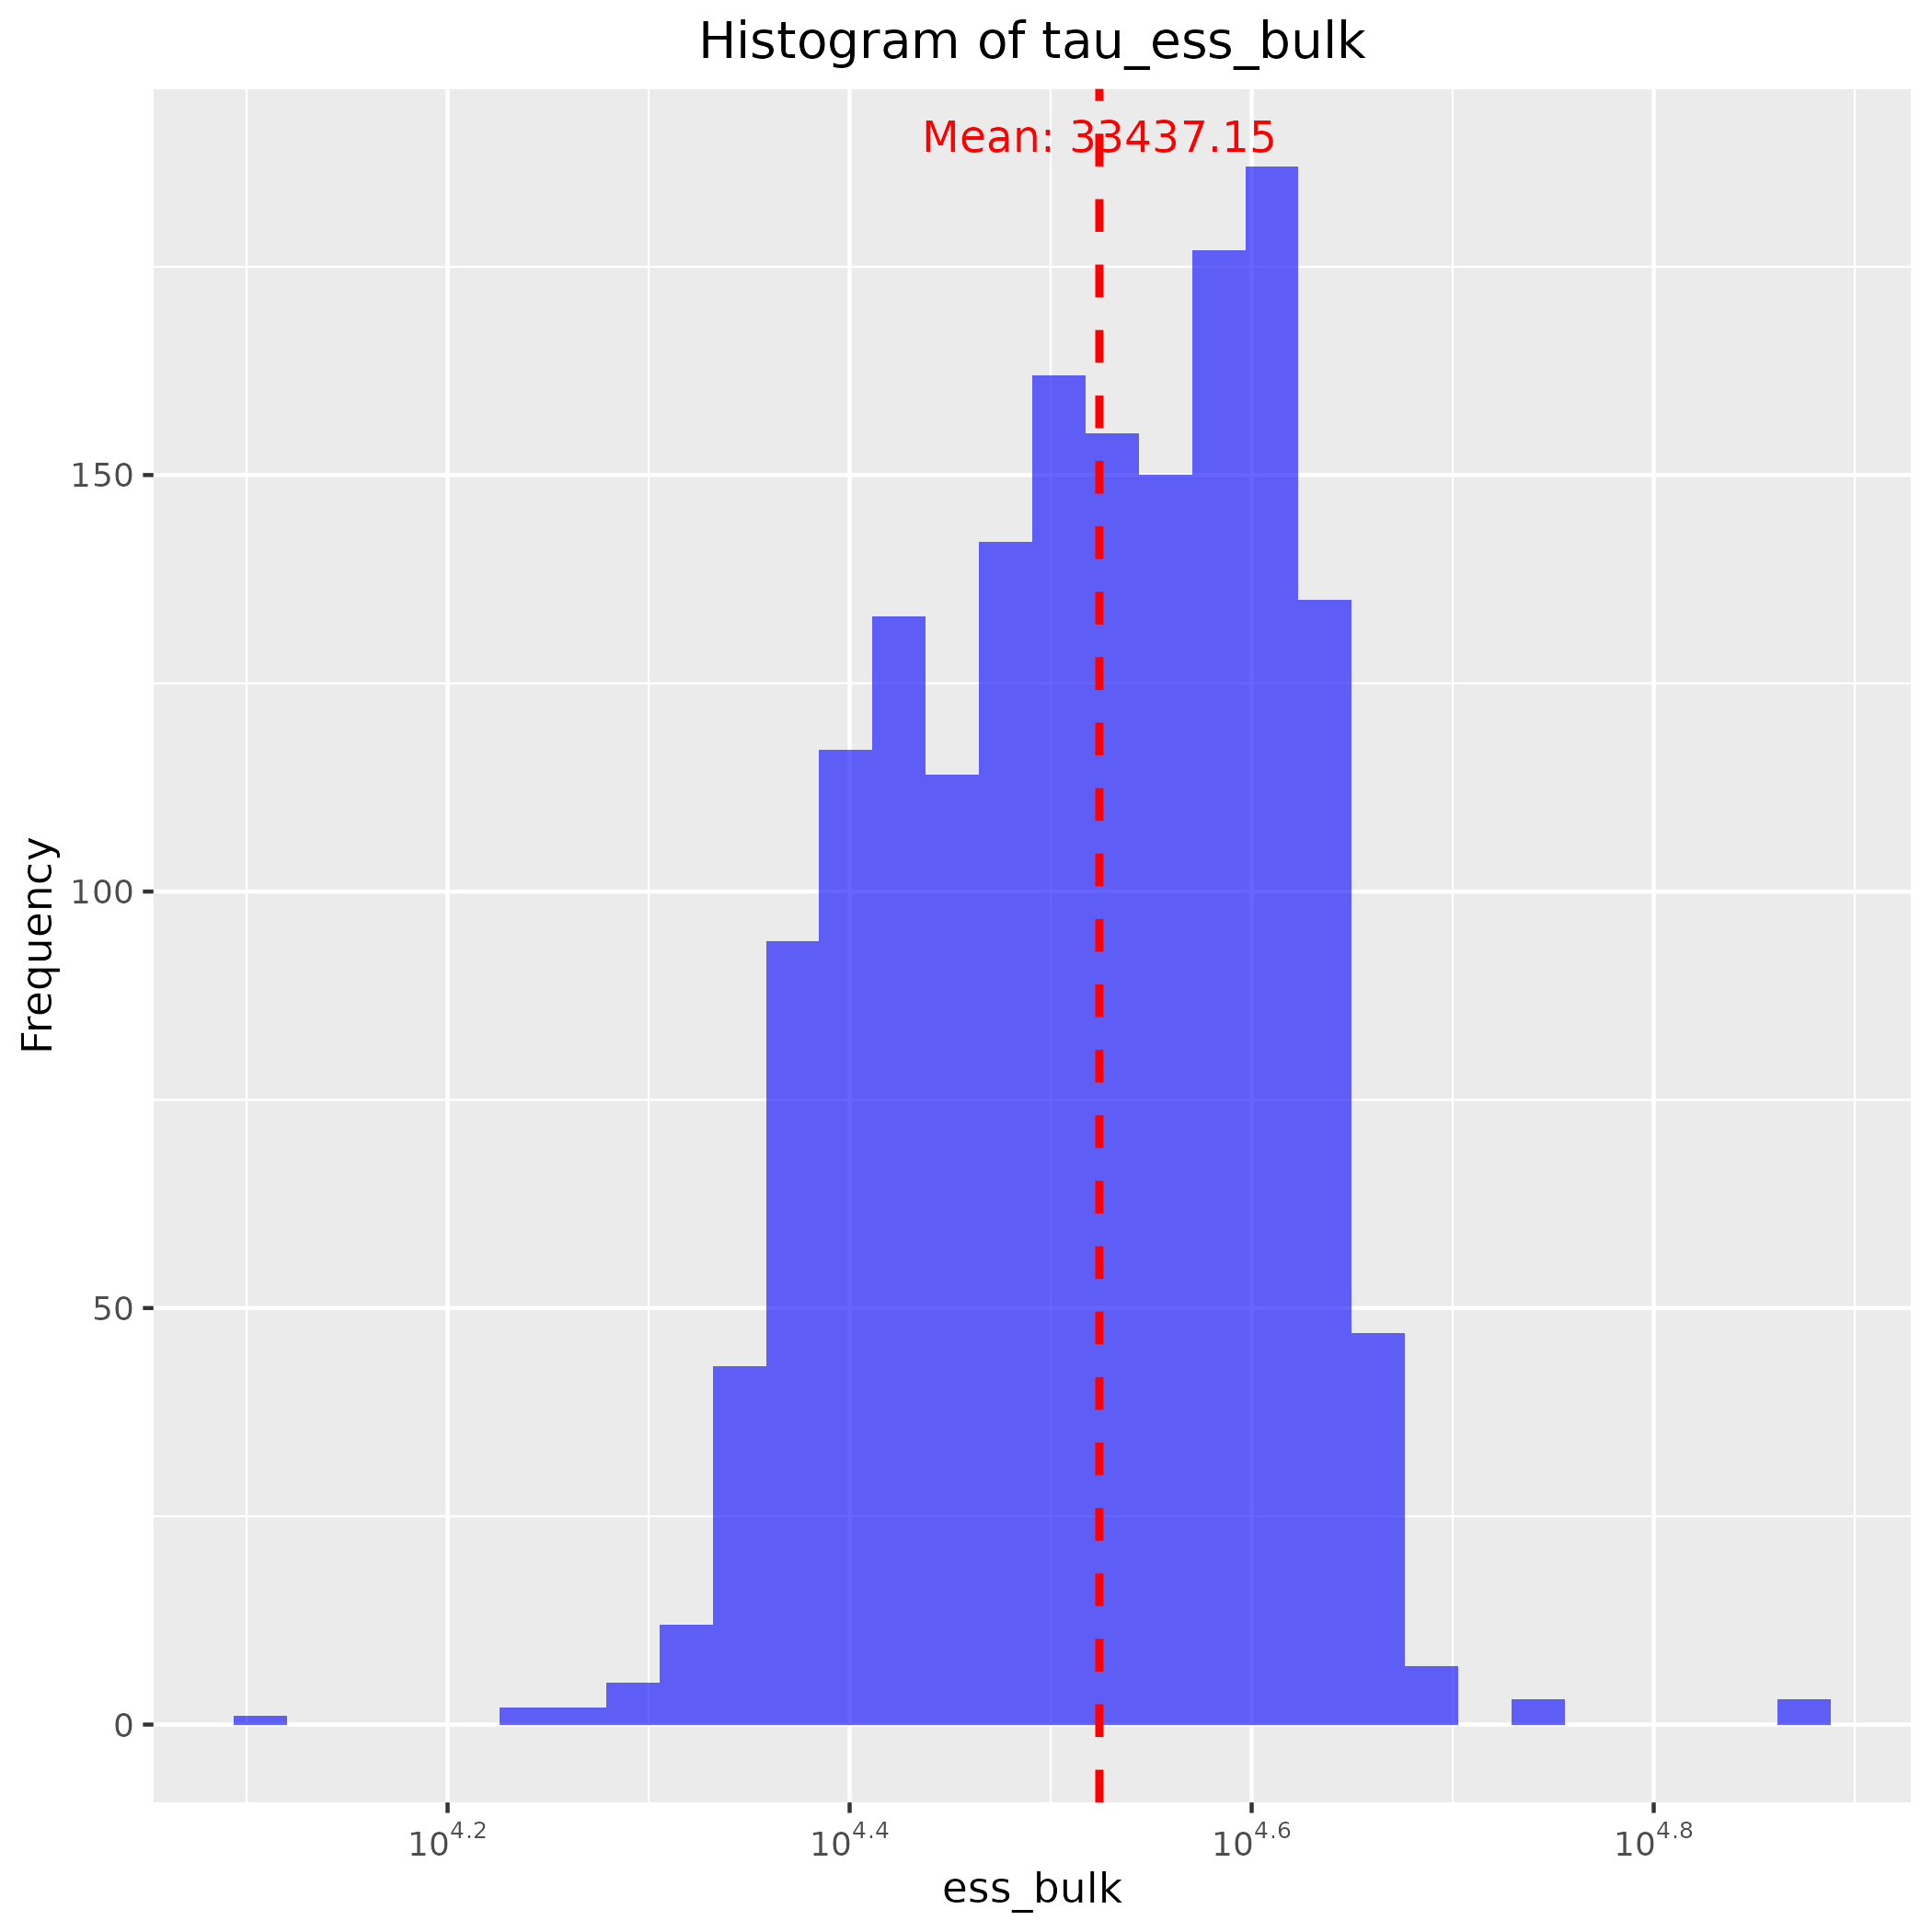 Histogram of tau_ess_bulk
Mean: 33437.15
Frequency
150
100
50
0
10^4.2 10^4.4 10^4.6 10^4.8
ess_bulk